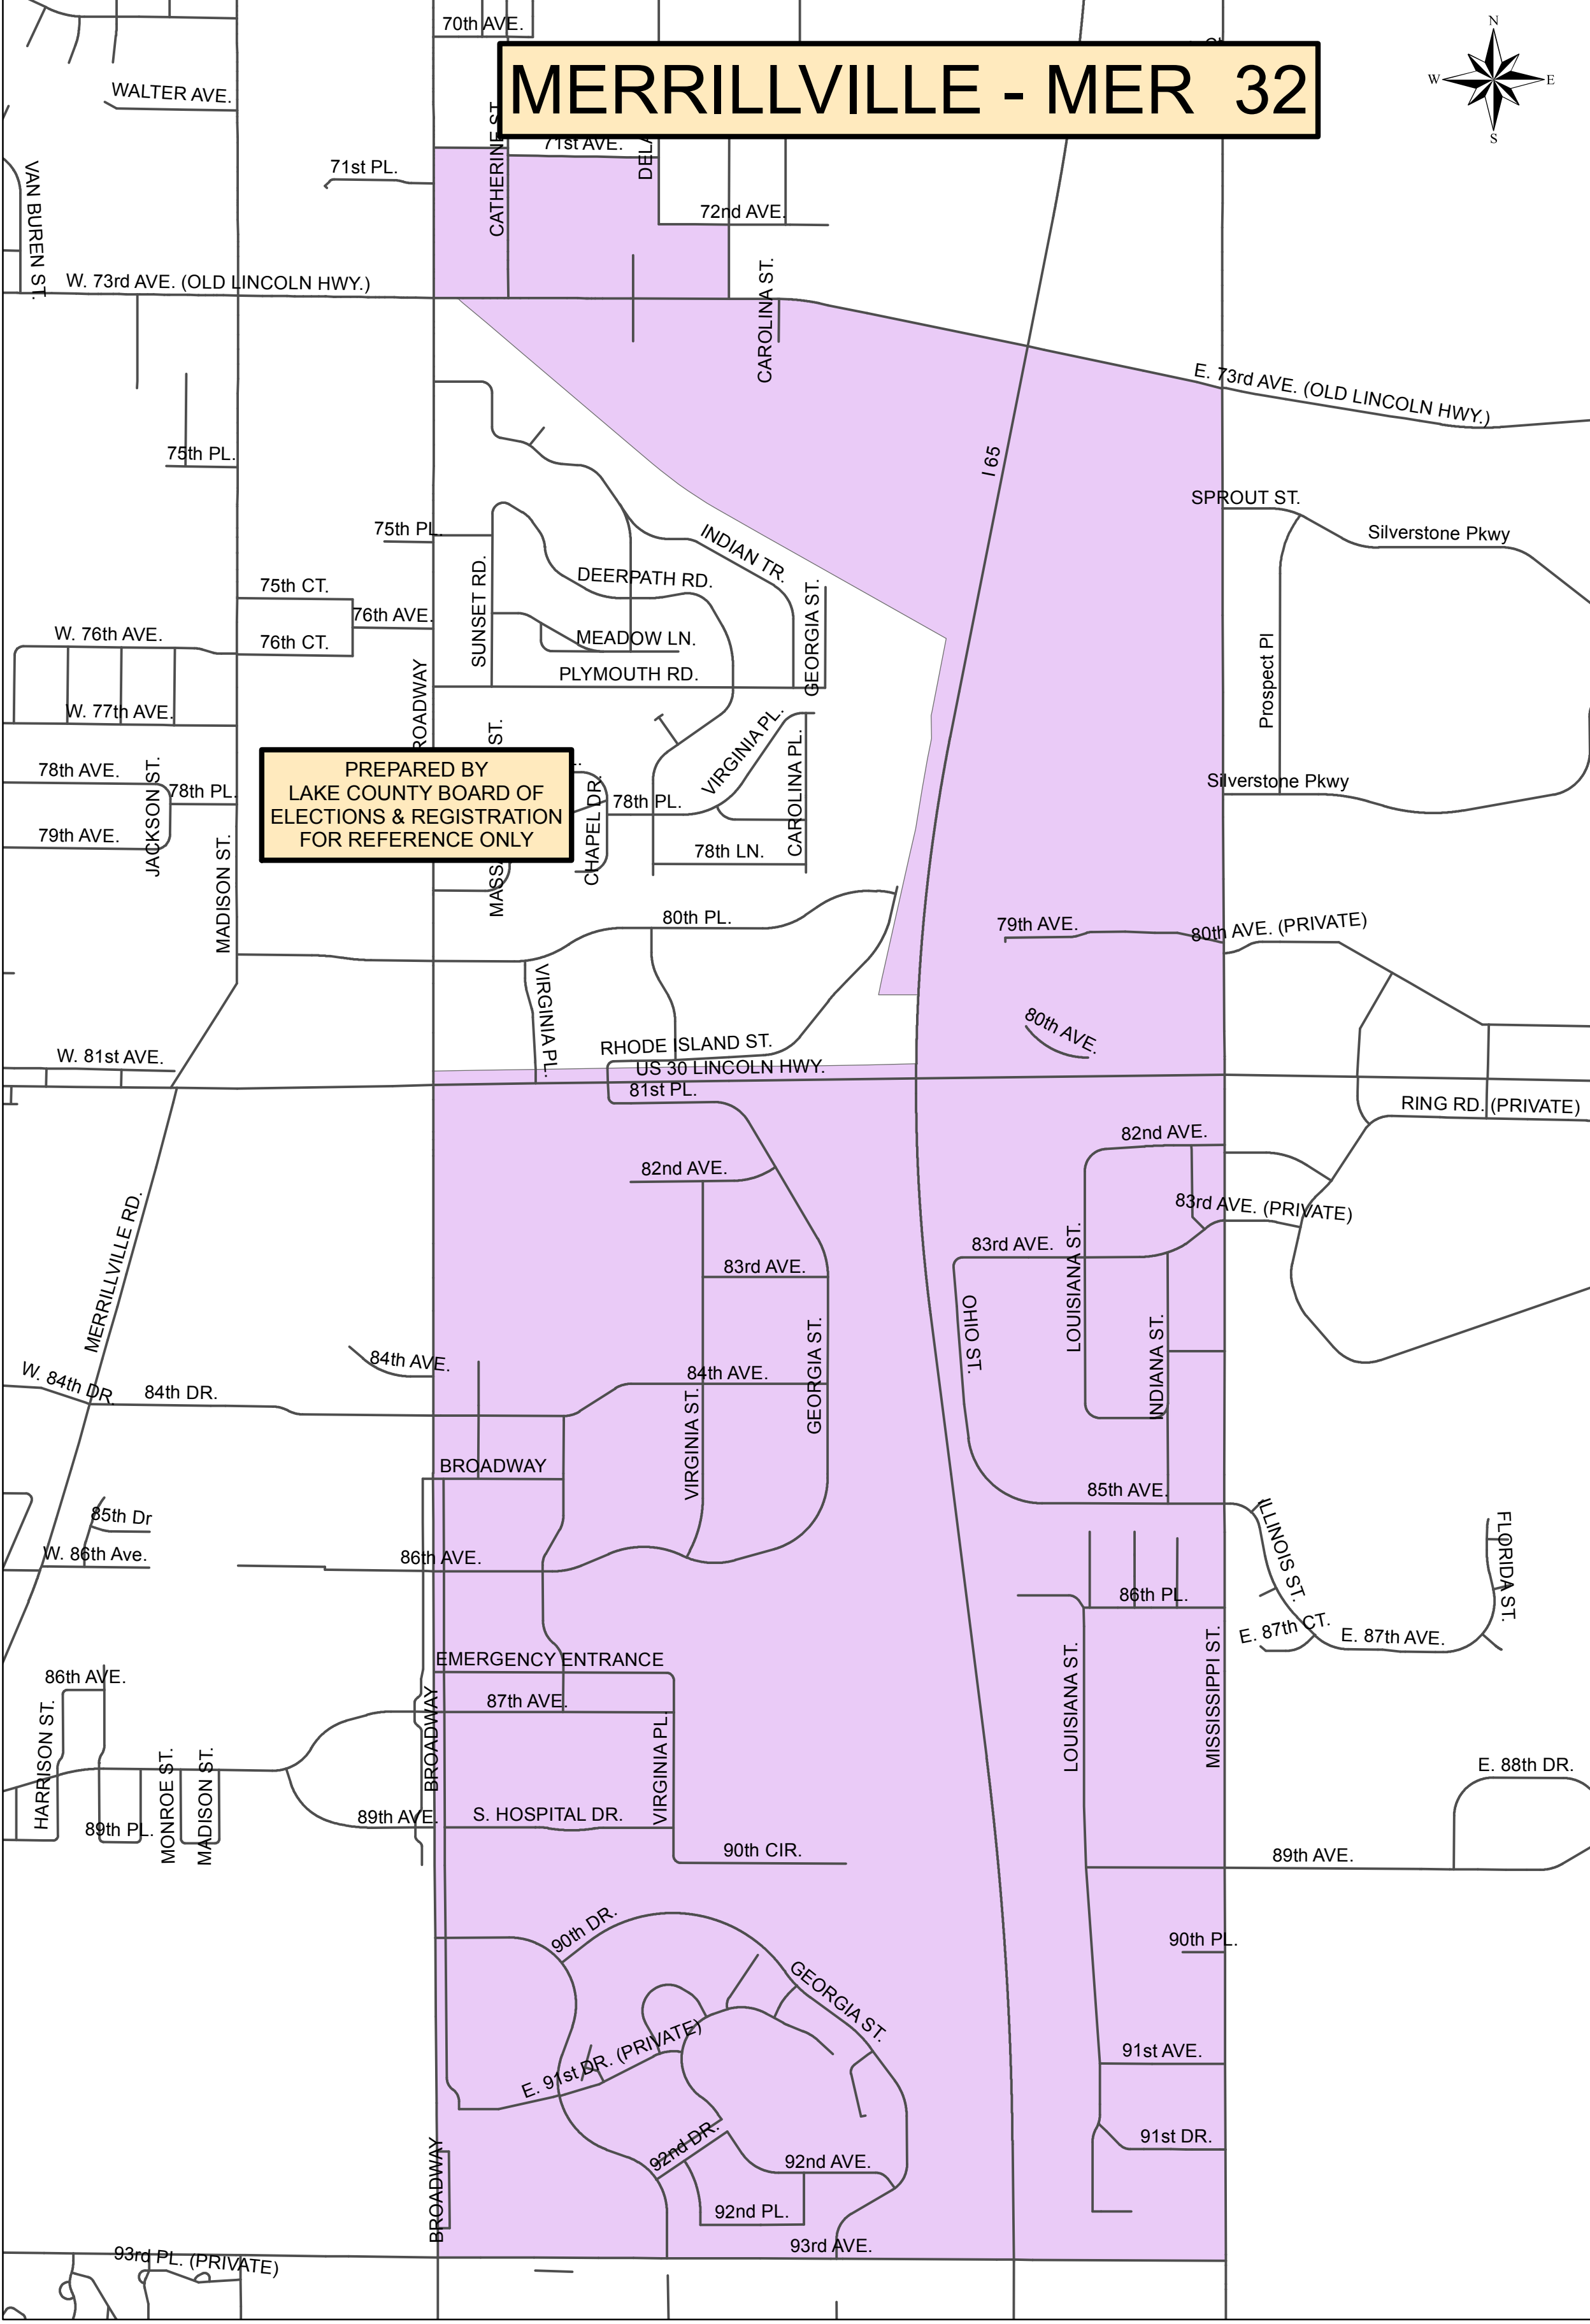 70th AVE.
MERRILLVILLE - MER 32
N
W
E
S
WALTER AVE.
CATHERINE ST.
71st AVE.
71st PL.
VAN BUREN ST.
72nd AVE.
W. 73rd AVE. (OLD LINCOLN HWY.)
CAROLINA ST.
E. 73rd AVE. (OLD LINCOLN HWY.)
75th PL.
I 65
SPROUT ST.
Silverstone Pkwy
75th PL.
INDIAN TR.
SUNSET RD.
DEERPATH RD.
75th CT.
GEORGIA ST.
76th AVE.
W. 76th AVE.
76th CT.
MEADOW LN.
PLYMOUTH RD.
Prospect Pl
ROADWAY
W. 77th AVE.
ST.
VIRGINIA PL.
CAROLINA PL.
PREPARED BY
LAKE COUNTY BOARD OF
ELECTIONS & REGISTRATION
FOR REFERENCE ONLY
78th AVE.
JACKSON ST.
78th PL.
CHAPEL DR.
78th PL.
Silverstone Pkwy
79th AVE.
MADISON ST.
78th LN.
80th PL.
79th AVE.
80th AVE. (PRIVATE)
VIRGINIA PL.
80th AVE.
RHODE ISLAND ST.
W. 81st AVE.
US 30 LINCOLN HWY.
81st PL.
RING RD. (PRIVATE)
82nd AVE.
82nd AVE.
MERRILLVILLE RD.
83rd AVE. (PRIVATE)
83rd AVE.
LOUISIANA ST.
83rd AVE.
OHIO ST.
GEORGIA ST.
INDIANA ST.
84th AVE.
84th AVE.
W. 84th DR.
84th DR.
VIRGINIA ST.
BROADWAY
85th AVE.
85th Dr
ILLINOIS ST.
FLORIDA ST.
W. 86th Ave.
86th AVE.
86th PL.
E. 87th CT.
E. 87th AVE.
EMERGENCY ENTRANCE
86th AVE.
87th AVE.
LOUISIANA ST.
MISSISSIPPI ST.
BROADWAY
HARRISON ST.
MONROE ST.
MADISON ST.
VIRGINIA PL.
E. 88th DR.
89th PL.
89th AVE.
S. HOSPITAL DR.
90th CIR.
89th AVE.
90th DR.
90th PL.
GEORGIA ST.
E. 91st DR. (PRIVATE)
91st AVE.
91st DR.
BROADWAY
92nd DR.
92nd AVE.
92nd PL.
93rd AVE.
93rd PL. (PRIVATE)